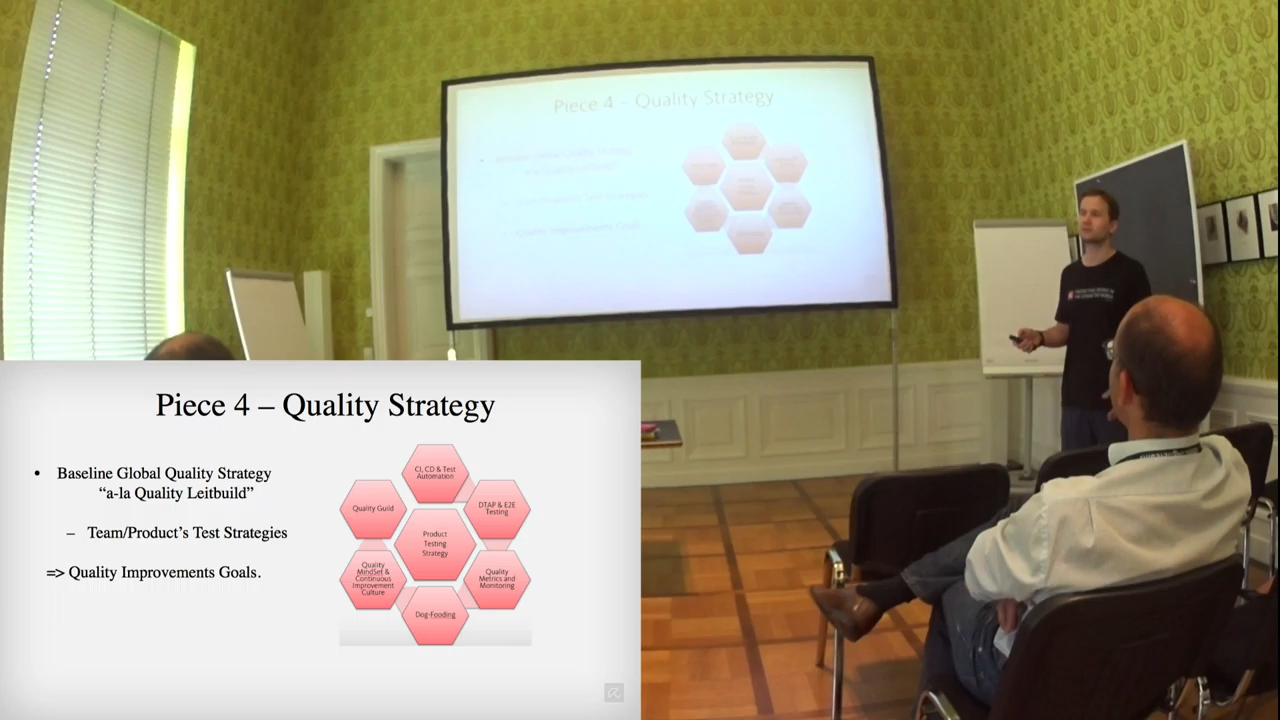 Piece 4 – Quality Strategy
Piece 4 – Quality Strategy
• Baseline Global Quality Strategy
“a-la Quality Leitbuild”
– Team/Product’s Test Strategies
=> Quality Improvements Goals.
CI, CD & Test
Automation
Quality Guild
DTAP & E2E
Testing
Product
Testing
Strategy
Quality
MindSet &
Continuous
Improvement
Culture
Quality
Metrics and
Monitoring
Dog-Fooding